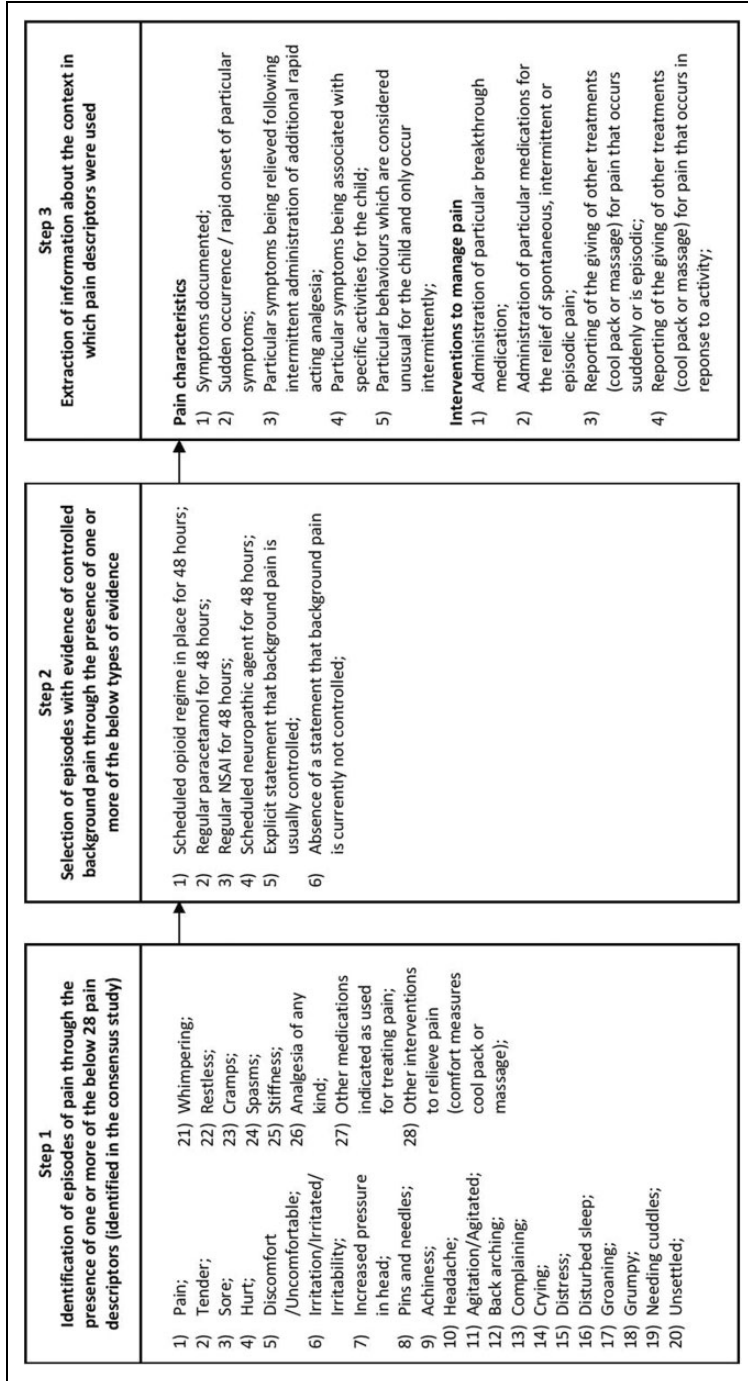 Step 1
Identification of episodes of pain through the
presence of one or more of the below 28 pain
descriptors (identified in the consensus study)
1) Pain;
2) Tender;
3) Sore;
4) Hurt;
5) Discomfort
/Uncomfortable;
6) Irritation/Irritated/
Irritability;
7) Increased pressure
in head;
8) Pins and needles;
9) Achiness;
10) Headache;
11) Agitation/Agitated;
12) Back arching;
13) Complaining;
14) Crying;
15) Distress;
16) Disturbed sleep;
17) Groaning;
18) Grumpy;
19) Needing cuddles;
20) Unsettled;
21) Whimpering;
22) Restless;
23) Cramps;
24) Spasms;
25) Stiffness;
26) Analgesia of any
kind;
27) Other medications
indicated as used
for treating pain;
28) Other interventions
to relieve pain
(comfort measures
cool pack or
massage);
Step 2
Selection of episodes with evidence of controlled
background pain through the presence of one or
more of the below types of evidence
1) Scheduled opioid regime in place for 48 hours;
2) Regular paracetamol for 48 hours;
3) Regular NSAI for 48 hours;
4) Scheduled neuropathic agent for 48 hours;
5) Explicit statement that background pain is
usually controlled;
6) Absence of a statement that background pain
is currently not controlled;
Step 3
Extraction of information about the context in
which pain descriptors were used
Pain characteristics
1) Symptoms documented;
2) Sudden occurrence / rapid onset of particular
symptoms;
3) Particular symptoms being relieved following
intermittent administration of additional rapid
acting analgesia;
4) Particular symptoms being associated with
specific activities for the child;
5) Particular behaviours which are considered
unusual for the child and only occur
intermittently;
Interventions to manage pain
1) Administration of particular breakthrough
medication;
2) Administration of particular medications for
the relief of spontaneous, intermittent or
episodic pain;
3) Reporting of the giving of other treatments
(cool pack or massage) for pain that occurs
suddenly or is episodic;
4) Reporting of the giving of other treatments
(cool pack or massage) for pain that occurs in
reponse to activity;